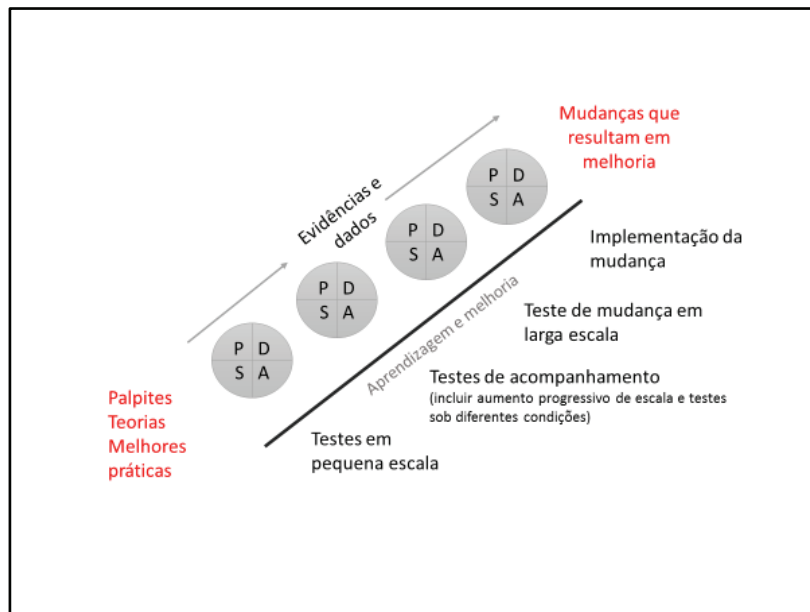 Mudanças que
resultam em
melhoria
P D
S A
Evidências e
dados
P D
S A
Implementação da
mudança
P D
S A
Aprendizagem e melhoria
Teste de mudança em
larga escala
P D
S A
Testes de acompanhamento
(incluir aumento progressivo de escala e testes
sob diferentes condições)
Palpites
Teorias
Melhores
práticas
Testes em
pequena escala